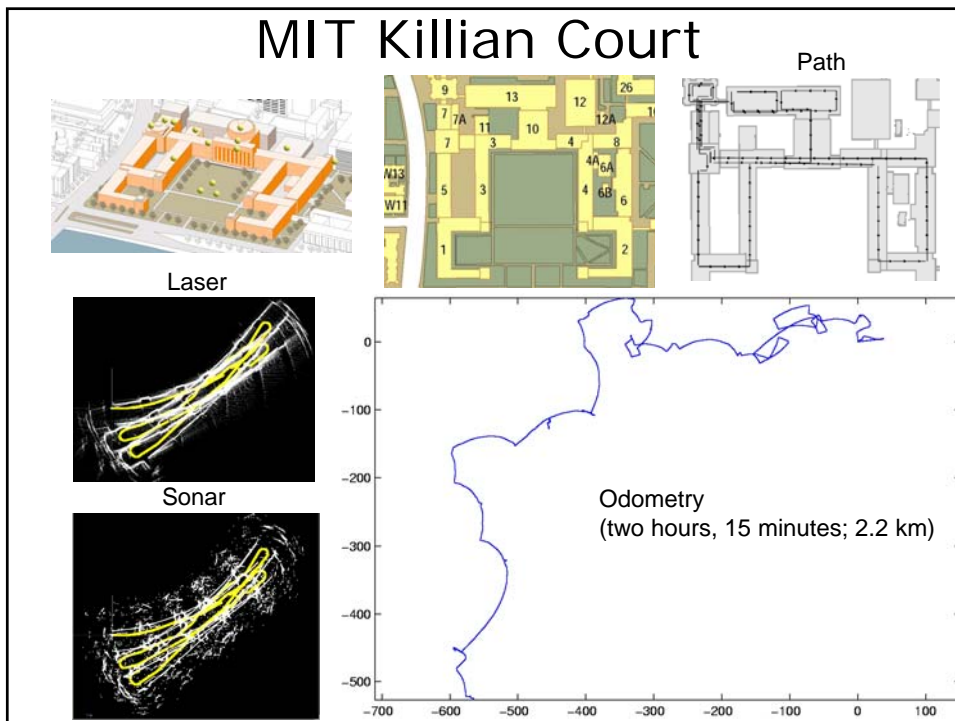 MIT Killian Court
Path
9
13
12
26
7
7A
11
10
12A
7
3
4
8
4A
6A
W13
5
3
4
6B
6
W11
1
2
Laser
Sonar
Odometry
(two hours, 15 minutes; 2.2 km)
0
−100
−200
−300
−400
−500
−700
−600
−500
−400
−300
−200
−100
0
100